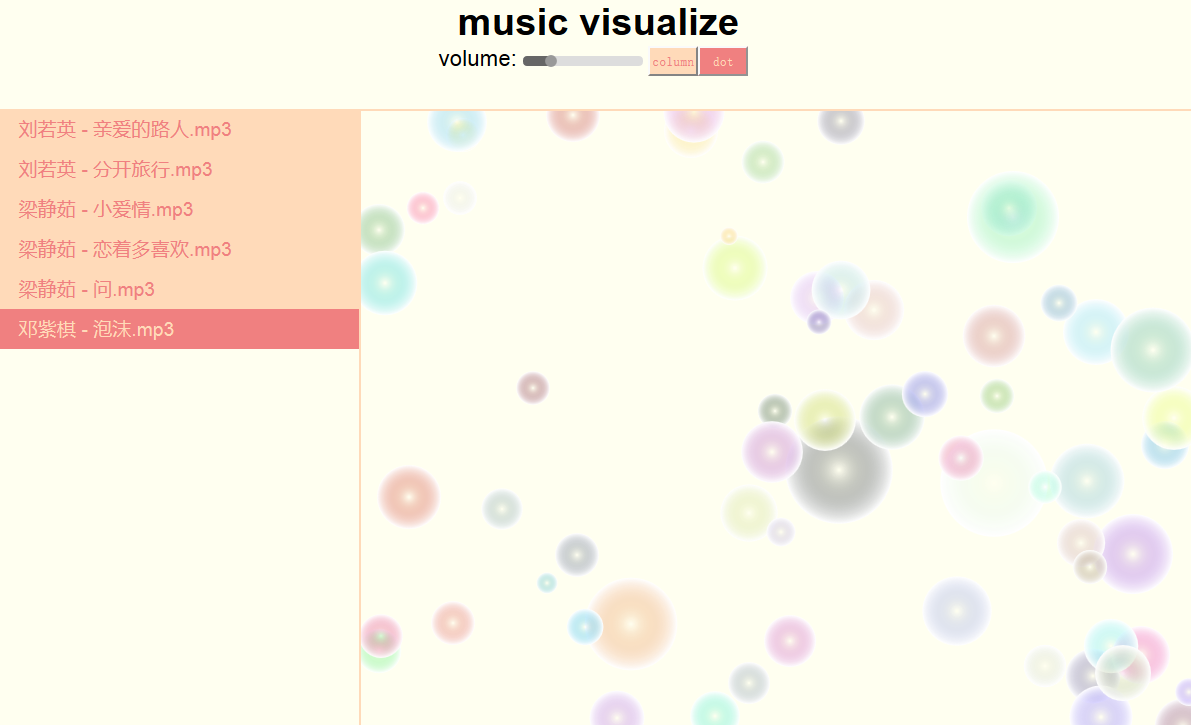 music visualize
volume: column dot
刘若英 - 亲爱的路人.mp3
刘若英 - 分开旅行.mp3
梁静茹 - 小爱情.mp3
梁静茹 - 恋着多喜欢.mp3
梁静茹 - 问.mp3
邓紫棋 - 泡沫.mp3